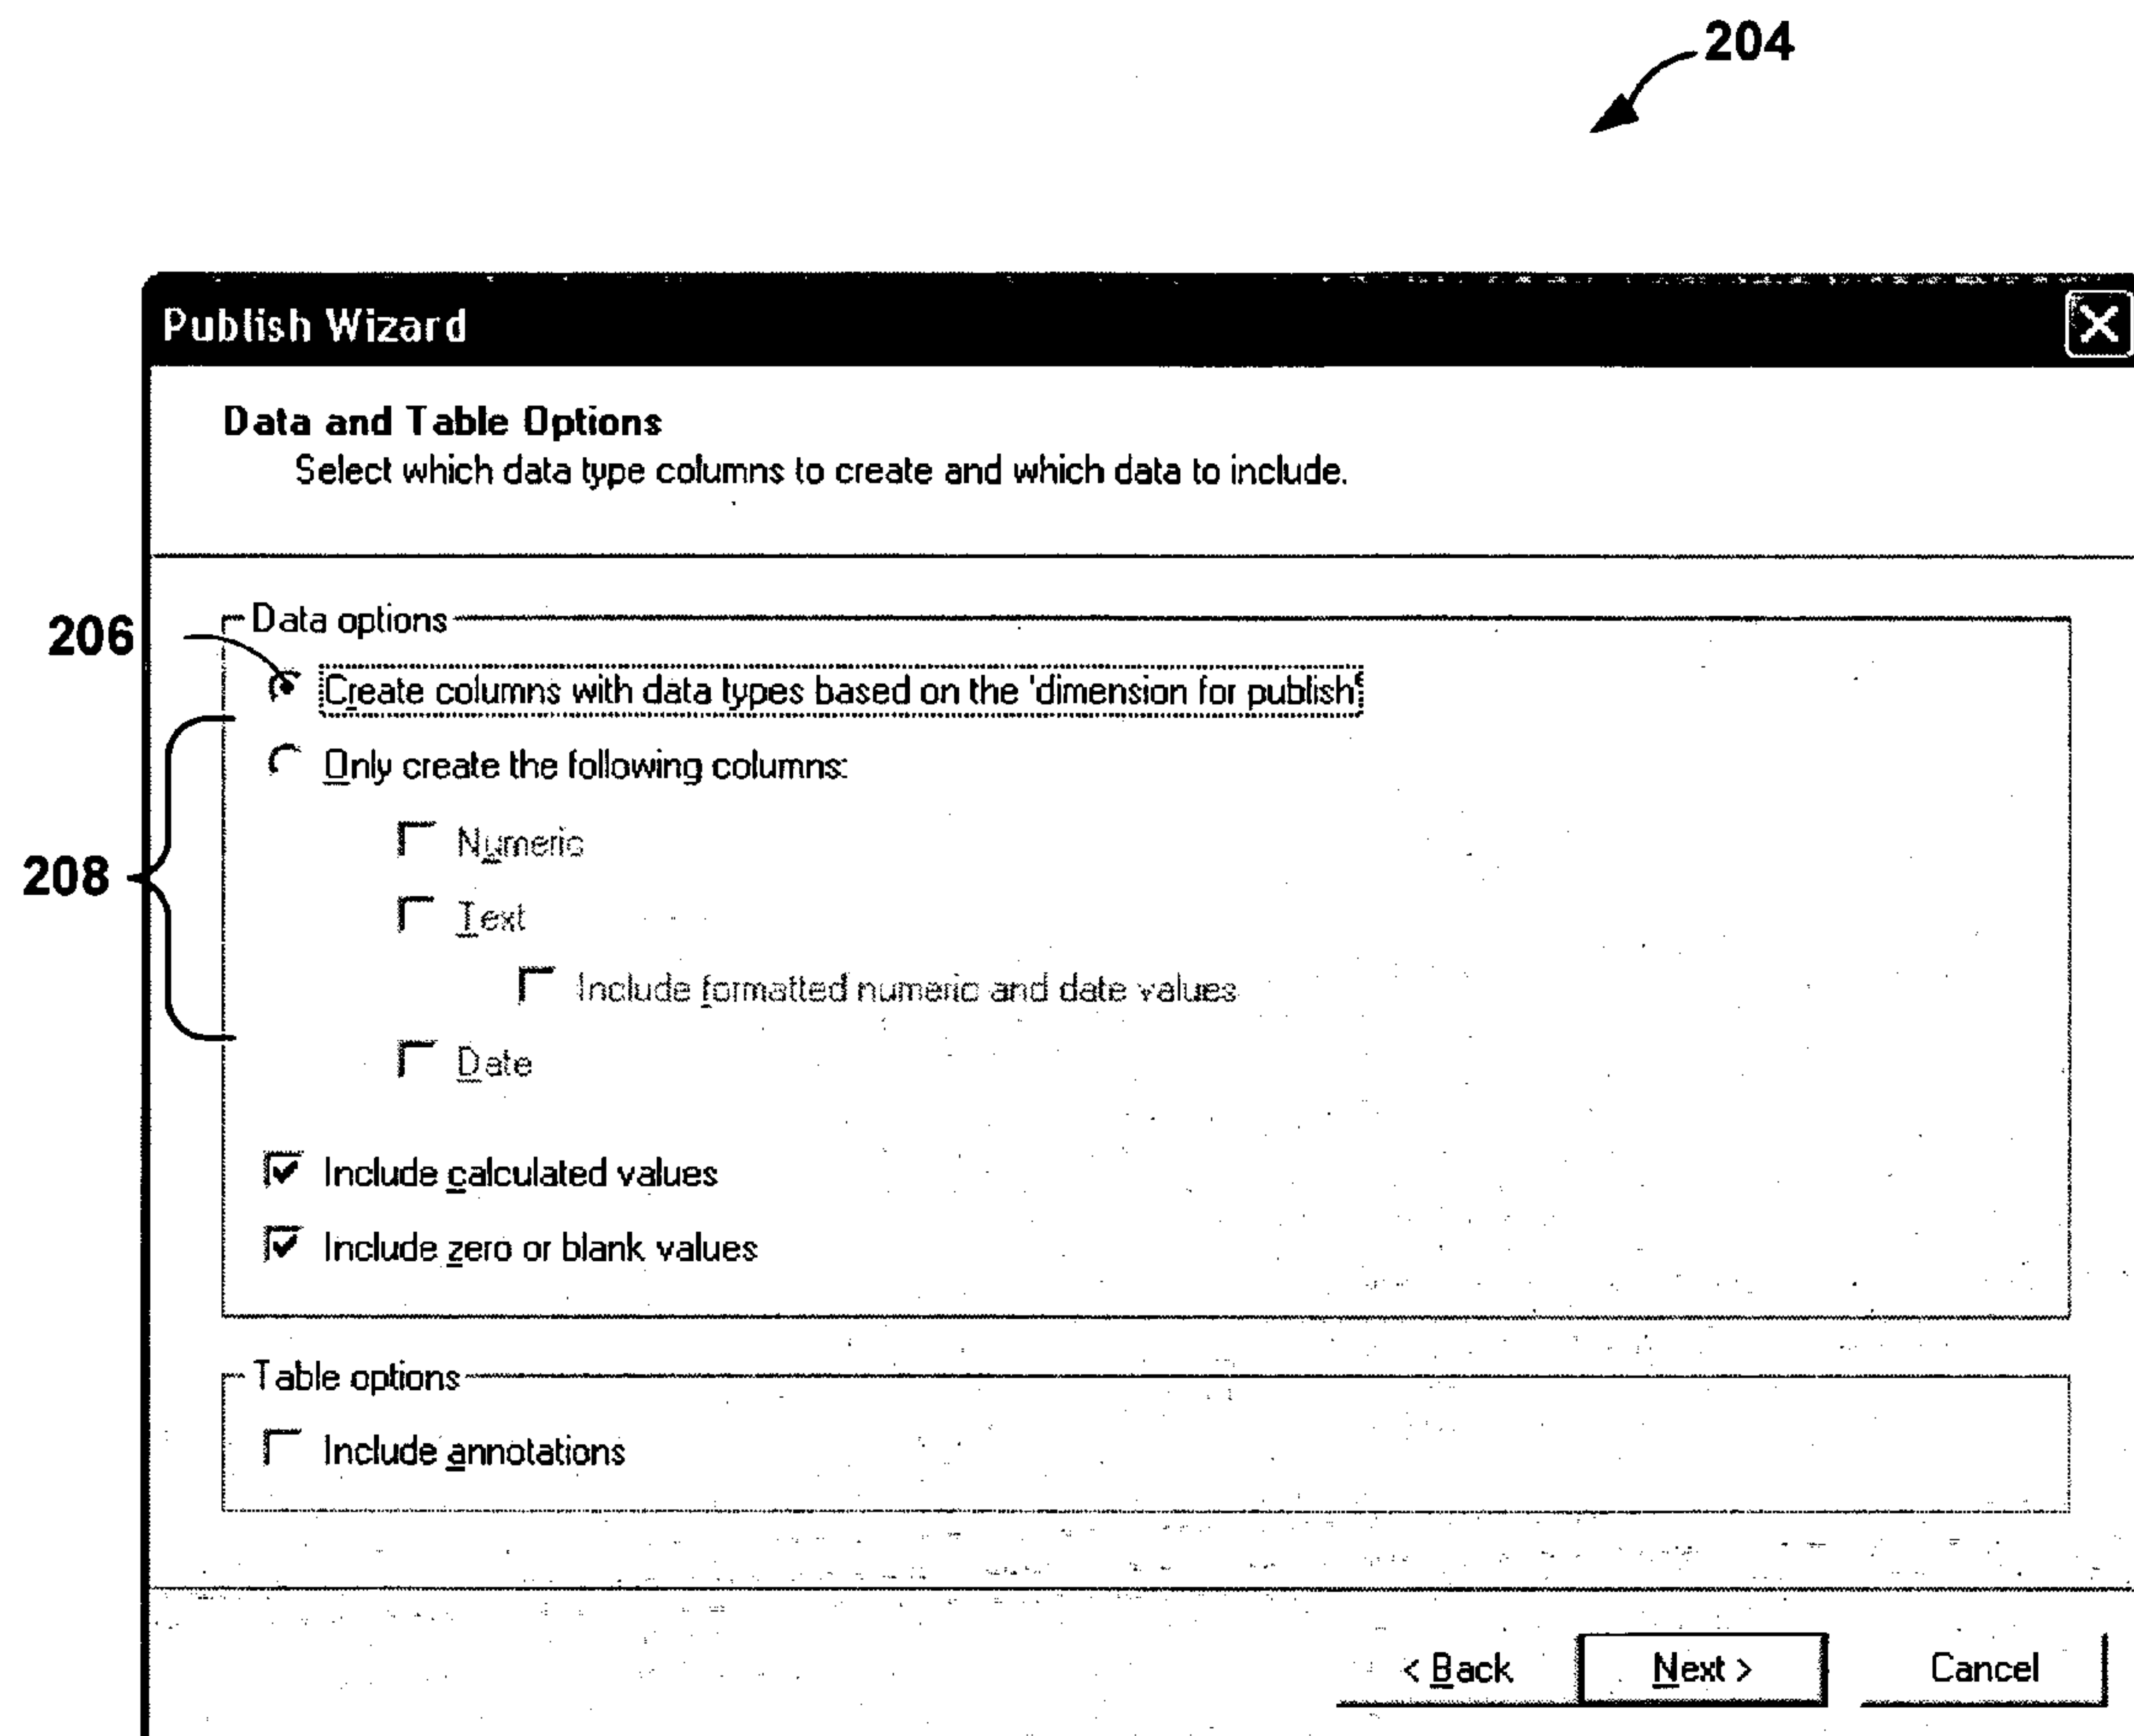 204
Publish Wizard
Data and Table Options
Select which data type columns to create and which data to include.
Data options
206
Create columns with data types based on the 'dimension for publish'
Only create the following columns:
Numeric
208
Text
Include formatted numeric and date values
Date
Include calculated values
Include zero or blank values
Table options
Include annotations
< Back
Next >
Cancel